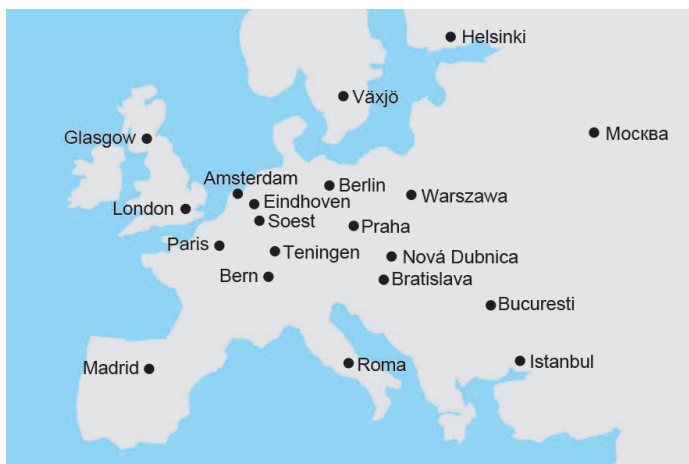 Helsinki
Växjö
Москва
Glasgow
Amsterdam
Berlin
Warszawa
Eindhoven
London
Soest
Praha
Paris
Teningen
Nová Dubnica
Bern
Bratislava
Bucuresti
Madrid
Roma
Istanbul